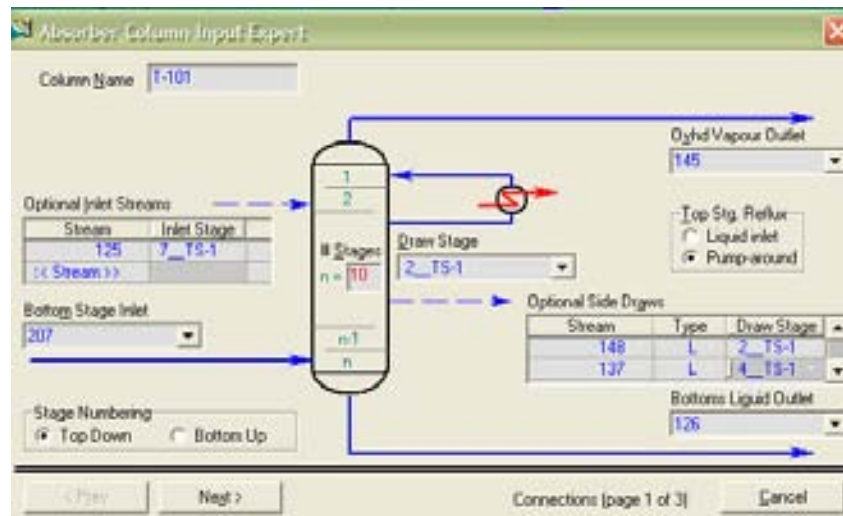 Absorber Column Input Expert
Column Name T-101
1
2
# Stages
n = 10
n-1
n
Optional Inlet Streams
Stream Inlet Stage
125 7__TS-1
<< Stream >>
Bottom Stage Inlet
207
Stage Numbering
Top Down Bottom Up
Draw Stage
2__TS-1
Ovhd Vapour Outlet
145
Top Stg. Reflux
Liquid inlet
Pump-around
Optional Side Draws
Stream Type Draw Stage
148 L 2__TS-1
137 L 4__TS-1
Bottoms Liquid Outlet
126
< Prev Next > Connections (page 1 of 3) Cancel